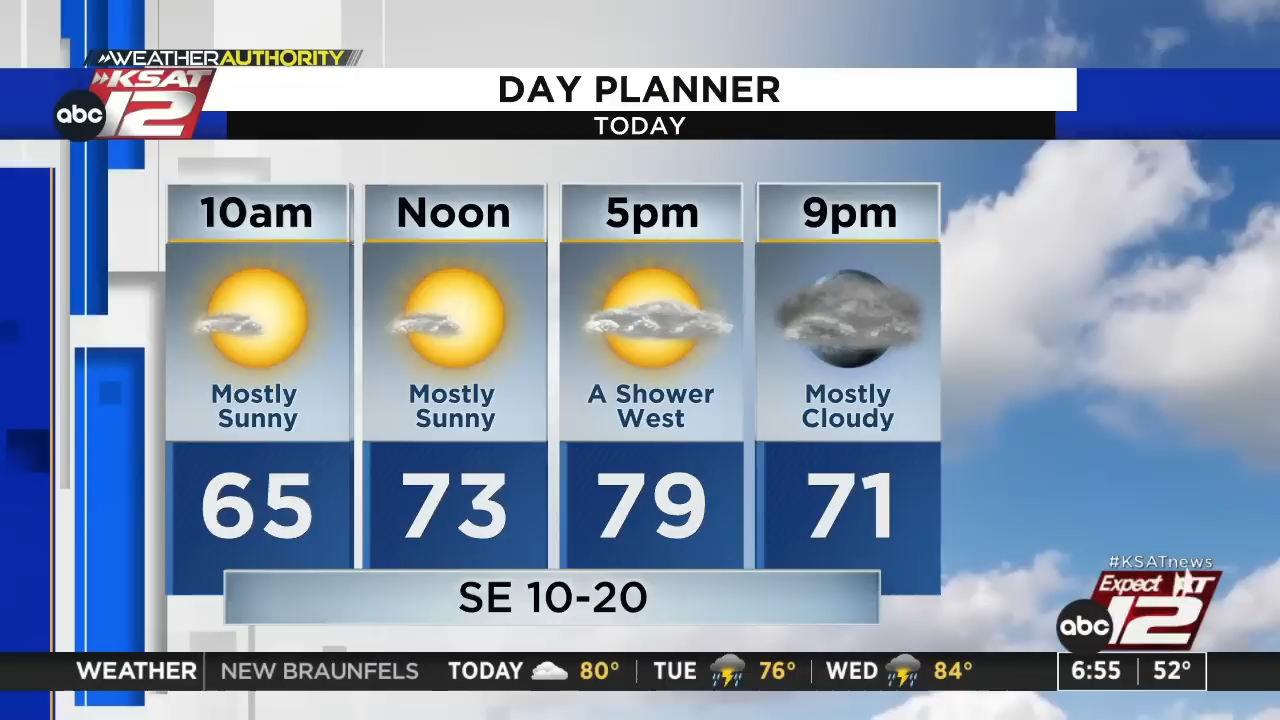 WEATHERAUTHORITY
KSAT
abc 12
DAY PLANNER
TODAY
10am Noon 5pm 9pm
Mostly Sunny
Mostly Sunny
A Shower West
Mostly Cloudy
65 73 79 71
SE 10-20
#KSATnews
Expect
abc 12
WEATHER NEW BRAUNFELS TODAY 80° TUE 76° WED 84° 6:55 52°